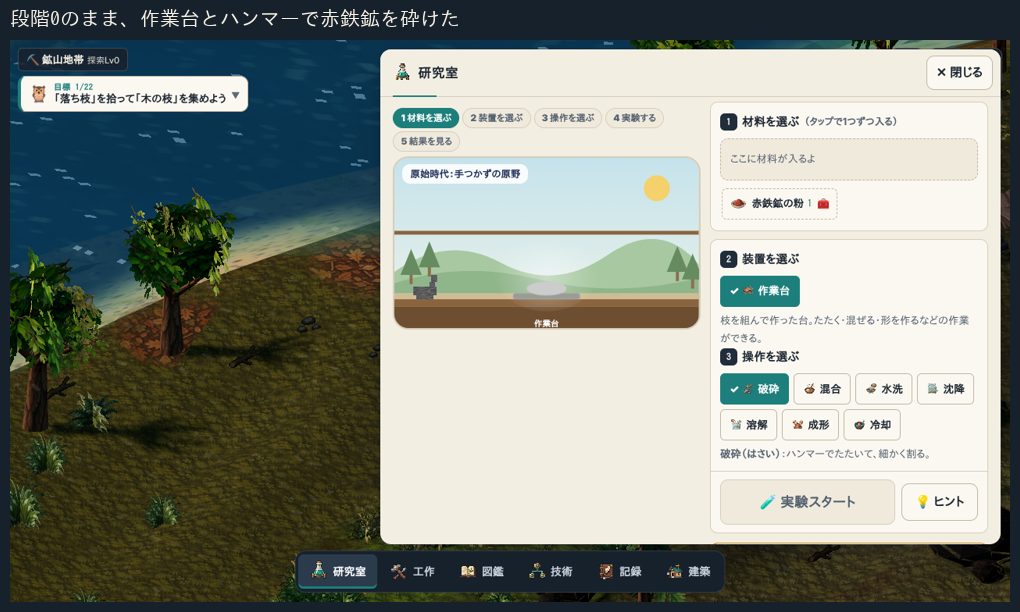 段階0のまま、作業台とハンマーで赤鉄鉱を砕けた
鉱山地帯 探索Lv0
目標 1/22
「落ち枝」を拾って「木の枝」を集めよう ▼
研究室
✕ 閉じる
1 材料を選ぶ 2 装置を選ぶ 3 操作を選ぶ 4 実験する
5 結果を見る
原始時代：手つかずの原野
作業台
1 材料を選ぶ （タップで1つずつ入る）
ここに材料が入るよ
赤鉄鉱の粉 1
2 装置を選ぶ
✓ 作業台
枝を組んで作った台。たたく・混ぜる・形を作るなどの作業
ができる。
3 操作を選ぶ
✓ 破砕 混合 水洗 沈降
溶解 成形 冷却
破砕（はさい）：ハンマーでたたいて、細かく割る。
実験スタート ヒント
研究室 工作 図鑑 技術 記録 建築